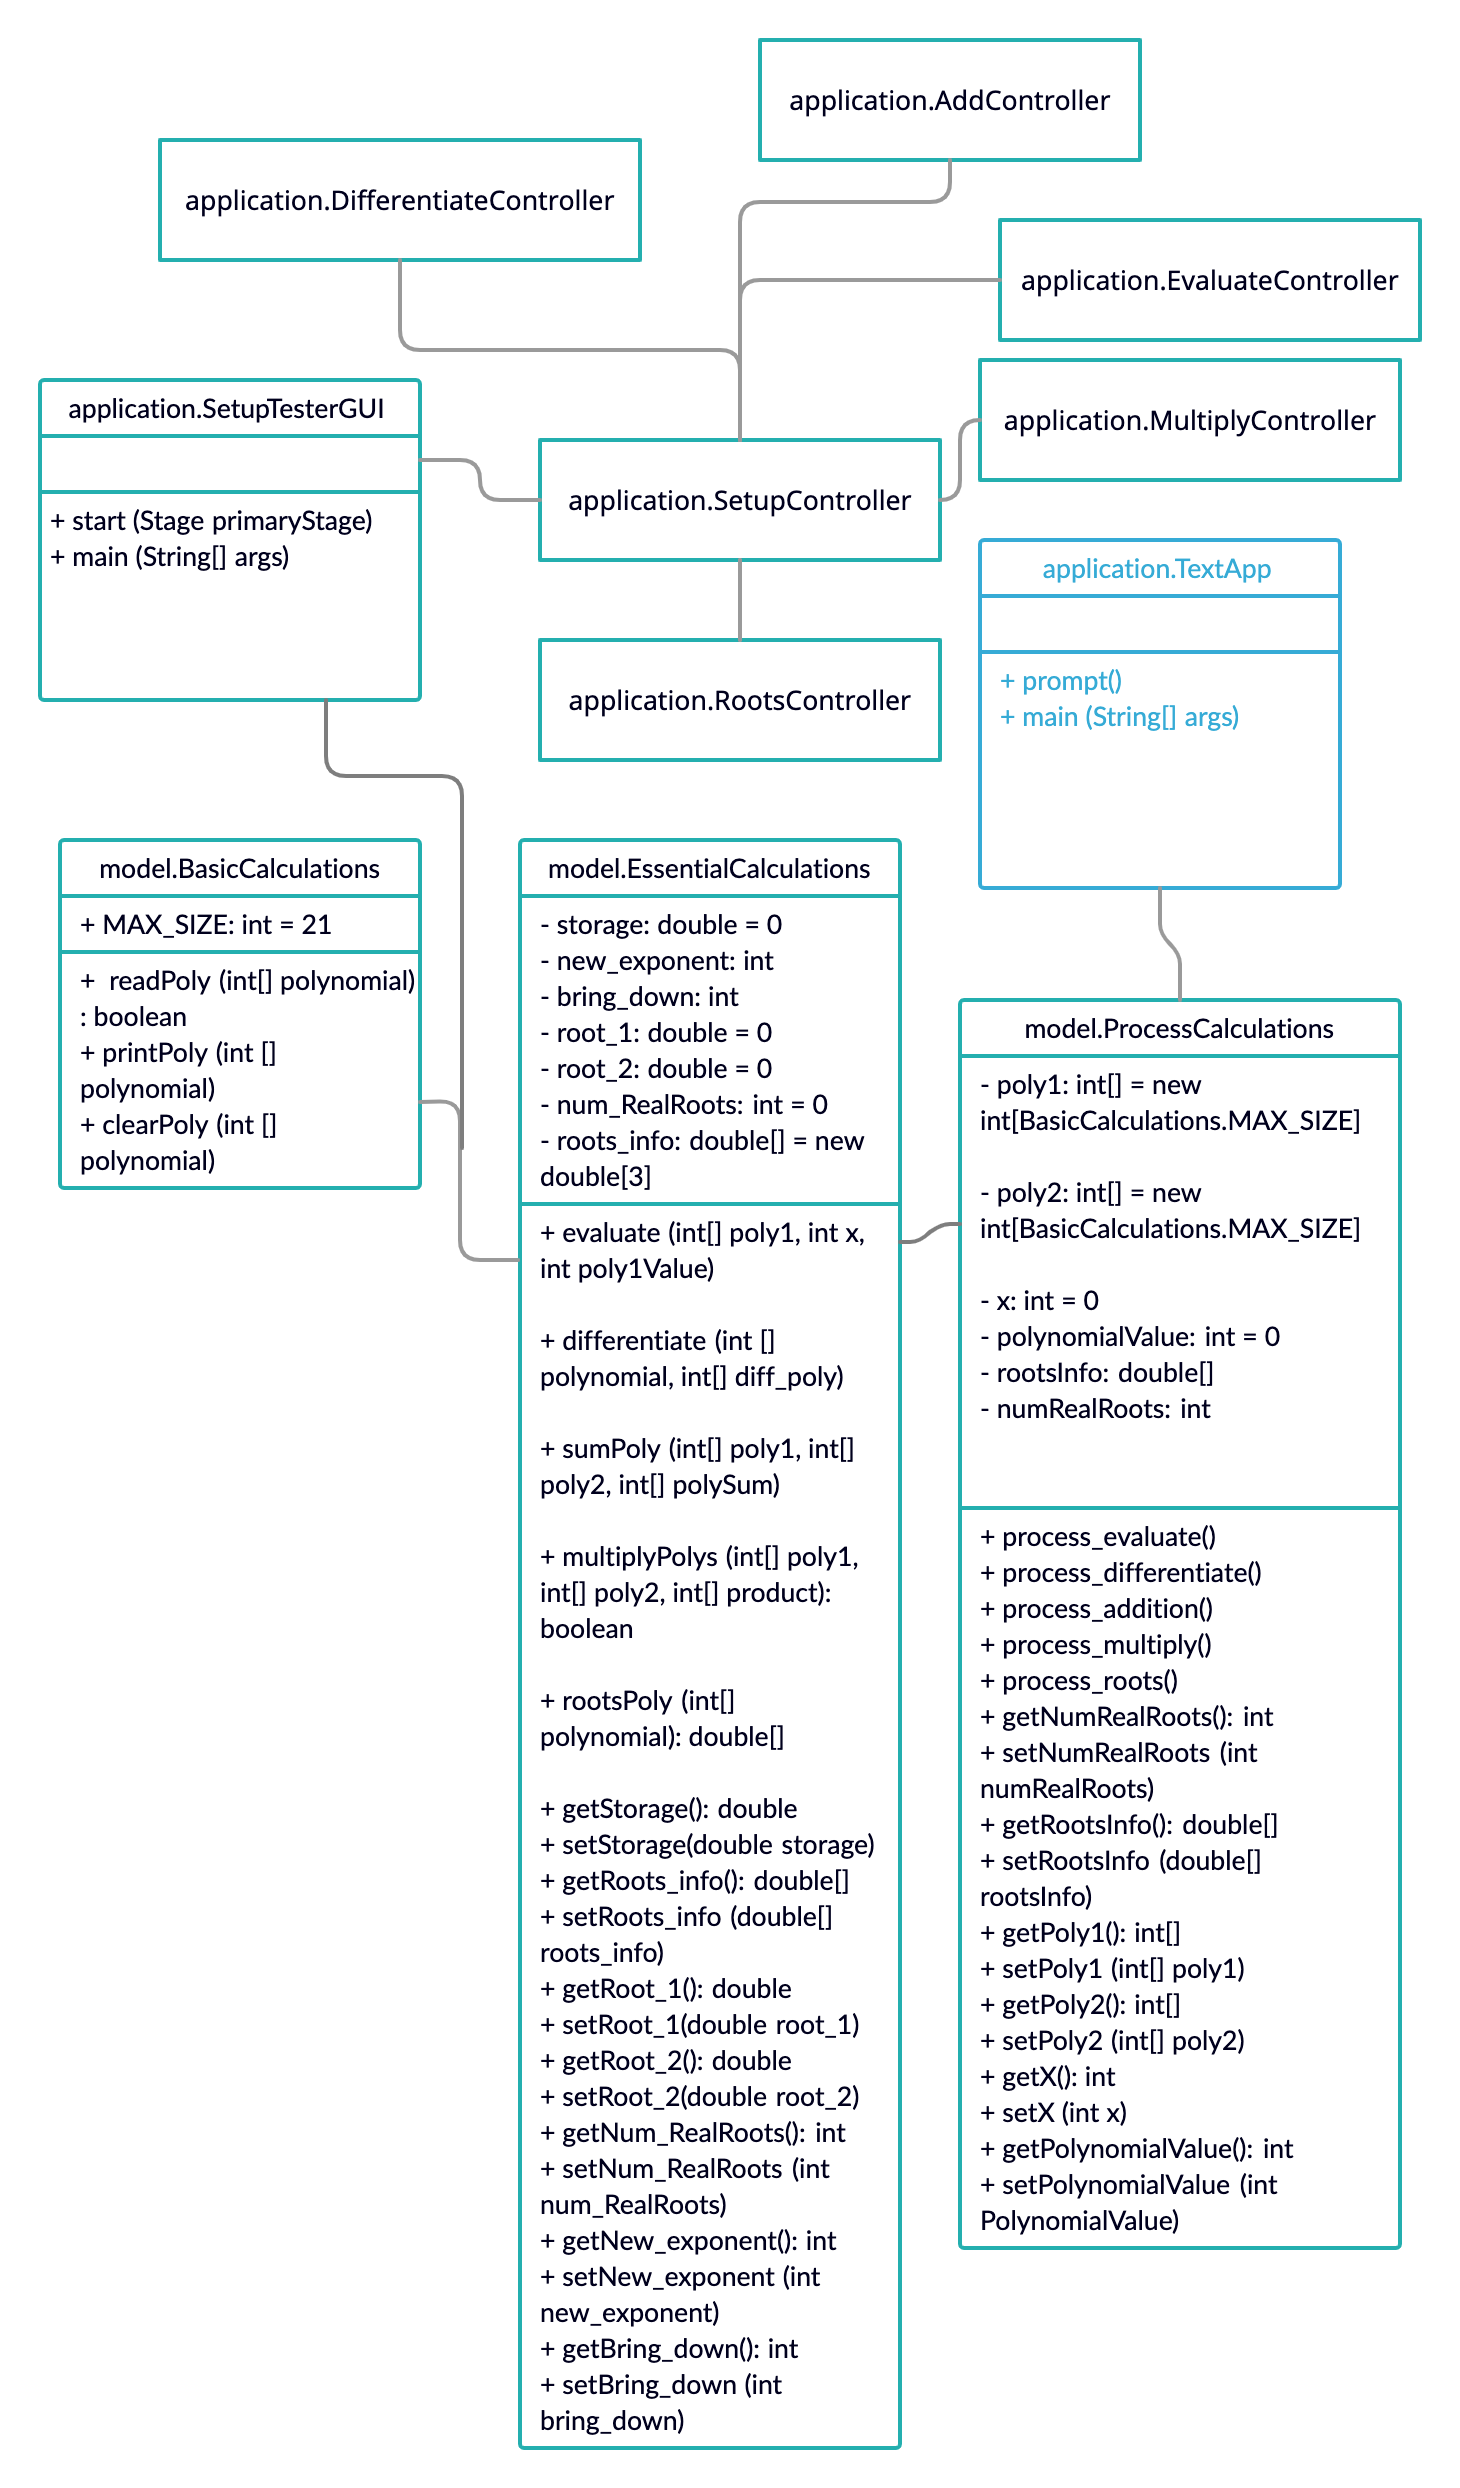 application.AddController
application.DifferentiateController
application.EvaluateController
application.SetupTesterGUI
+ start (Stage primaryStage)
+ main (String[] args)
application.SetupController
application.MultiplyController
application.RootsController
application.TextApp
+ prompt()
+ main (String[] args)
model.BasicCalculations
+ MAX_SIZE: int = 21
+  readPoly (int[] polynomial)
: boolean
+ printPoly (int []
polynomial)
+ clearPoly (int []
polynomial)
model.EssentialCalculations
- storage: double = 0
- new_exponent: int
- bring_down: int
- root_1: double = 0
- root_2: double = 0
- num_RealRoots: int = 0
- roots_info: double[] = new
double[3]
+ evaluate (int[] poly1, int x,
int poly1Value)
+ differentiate (int []
polynomial, int[] diff_poly)
+ sumPoly (int[] poly1, int[]
poly2, int[] polySum)
+ multiplyPolys (int[] poly1,
int[] poly2, int[] product):
boolean
+ rootsPoly (int[]
polynomial): double[]
+ getStorage(): double
+ setStorage(double storage)
+ getRoots_info(): double[]
+ setRoots_info (double[]
roots_info)
+ getRoot_1(): double
+ setRoot_1(double root_1)
+ getRoot_2(): double
+ setRoot_2(double root_2)
+ getNum_RealRoots(): int
+ setNum_RealRoots (int
num_RealRoots)
+ getNew_exponent(): int
+ setNew_exponent (int
new_exponent)
+ getBring_down(): int
+ setBring_down (int
bring_down)
model.ProcessCalculations
- poly1: int[] = new
int[BasicCalculations.MAX_SIZE]
- poly2: int[] = new
int[BasicCalculations.MAX_SIZE]
- x: int = 0
- polynomialValue: int = 0
- rootsInfo: double[]
- numRealRoots: int
+ process_evaluate()
+ process_differentiate()
+ process_addition()
+ process_multiply()
+ process_roots()
+ getNumRealRoots(): int
+ setNumRealRoots (int
numRealRoots)
+ getRootsInfo(): double[]
+ setRootsInfo (double[]
rootsInfo)
+ getPoly1(): int[]
+ setPoly1 (int[] poly1)
+ getPoly2(): int[]
+ setPoly2 (int[] poly2)
+ getX(): int
+ setX (int x)
+ getPolynomialValue(): int
+ setPolynomialValue (int
PolynomialValue)